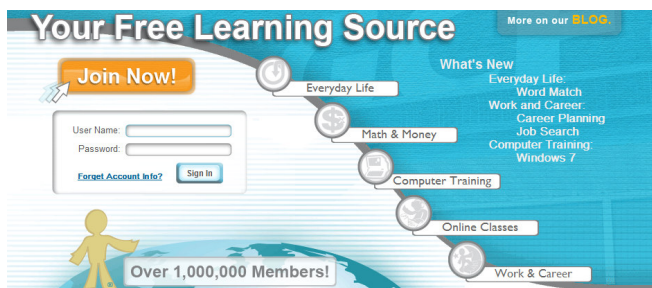 Your Free Learning Source
More on our BLOG.
Join Now!
User Name:
Password:
Forget Account Info?
Sign In
Everyday Life
Math & Money
Computer Training
Online Classes
Work & Career
What's New
Everyday Life:
Word Match
Work and Career:
Career Planning
Job Search
Computer Training:
Windows 7
Over 1,000,000 Members!